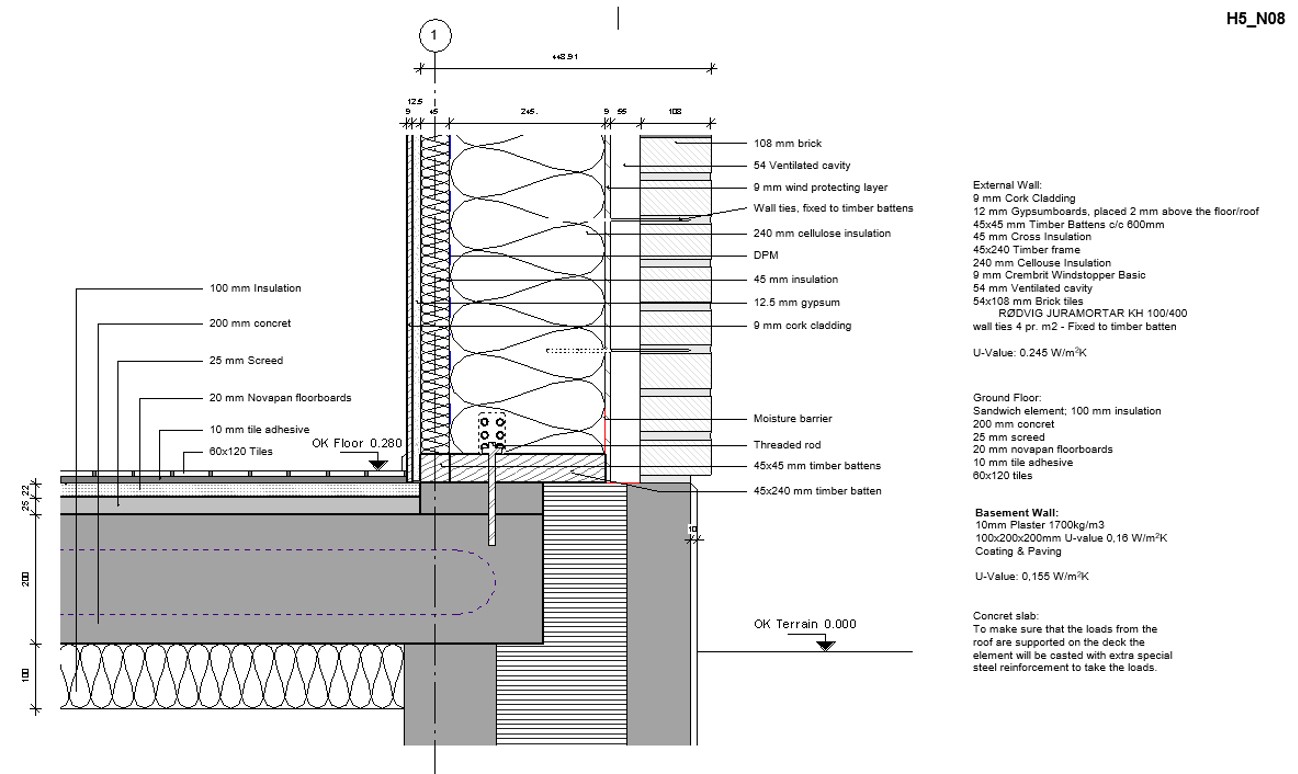 H5_N08
1
448.91
12.5
9 45 245. 9 55 108
108 mm brick
54 Ventilated cavity
9 mm wind protecting layer
Wall ties, fixed to timber battens
240 mm cellulose insulation
DPM
45 mm insulation
12.5 mm gypsum
9 mm cork cladding
Moisture barrier
Threaded rod
45x45 mm timber battens
45x240 mm timber batten
100 mm Insulation
200 mm concret
25 mm Screed
20 mm Novapan floorboards
10 mm tile adhesive
60x120 Tiles
OK Floor 0.280
22
25
200
100
10
OK Terrain 0.000
External Wall:
9 mm Cork Cladding
12 mm Gypsumboards, placed 2 mm above the floor/roof
45x45 mm Timber Battens c/c 600mm
45 mm Cross Insulation
45x240 Timber frame
240 mm Cellouse Insulation
9 mm Crembrit Windstopper Basic
54 mm Ventilated cavity
54x108 mm Brick tiles
RØDVIG JURAMORTAR KH 100/400
wall ties 4 pr. m2 - Fixed to timber batten
U-Value: 0.245 W/m²K
Ground Floor:
Sandwich element; 100 mm insulation
200 mm concret
25 mm screed
20 mm novapan floorboards
10 mm tile adhesive
60x120 tiles
Basement Wall:
10mm Plaster 1700kg/m3
100x200x200mm U-value 0,16 W/m²K
Coating & Paving
U-Value: 0,155 W/m²K
Concret slab:
To make sure that the loads from the
roof are supported on the deck the
element will be casted with extra special
steel reinforcement to take the loads.